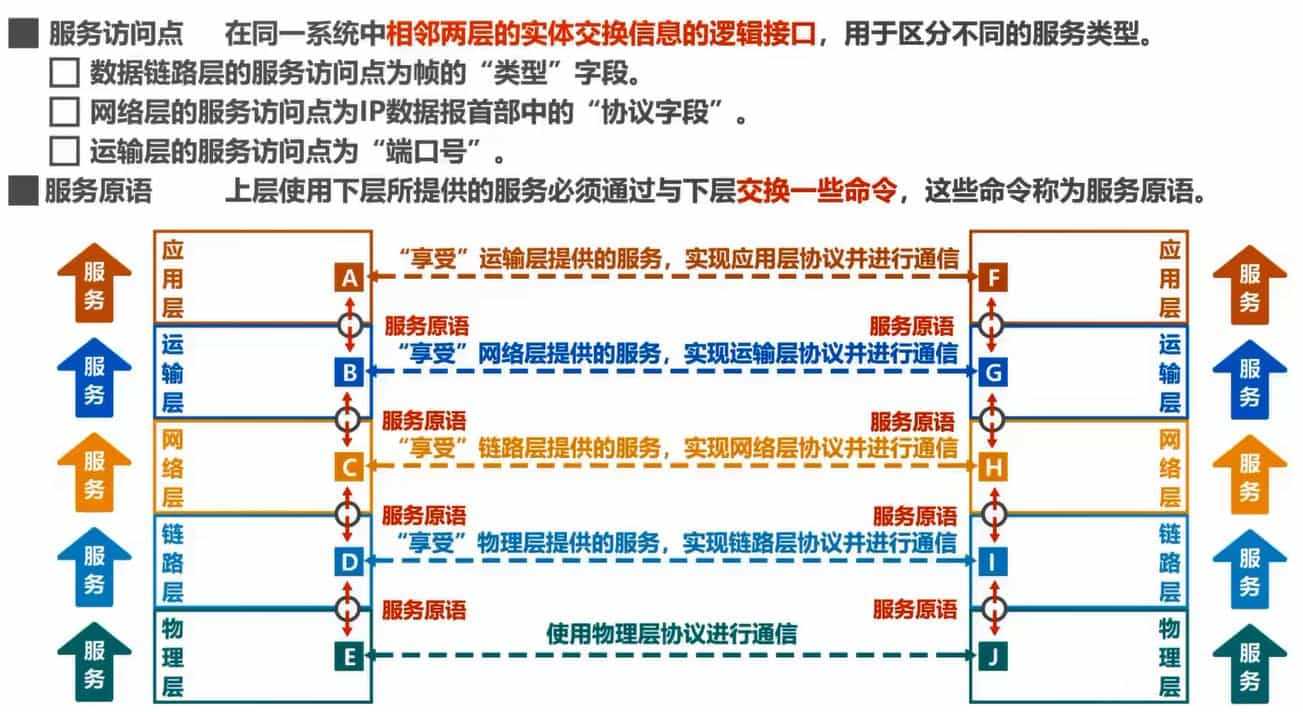 服务访问点 在同一系统中相邻两层的实体交换信息的逻辑接口，用于区分不同的服务类型。
数据链路层的服务访问点为帧的“类型”字段。
网络层的服务访问点为IP数据报首部中的“协议字段”。
运输层的服务访问点为“端口号”。
服务原语 上层使用下层所提供的服务必须通过与下层交换一些命令，这些命令称为服务原语。
服务
应用层
A
“享受”运输层提供的服务，实现应用层协议并进行通信
F
应用层
服务
服务原语
服务原语
服务
运输层
B
“享受”网络层提供的服务，实现运输层协议并进行通信
G
运输层
服务
服务原语
服务原语
服务
网络层
C
“享受”链路层提供的服务，实现网络层协议并进行通信
H
网络层
服务
服务原语
服务原语
服务
链路层
D
“享受”物理层提供的服务，实现链路层协议并进行通信
I
链路层
服务
服务原语
服务原语
服务
物理层
E
使用物理层协议进行通信
J
物理层
服务